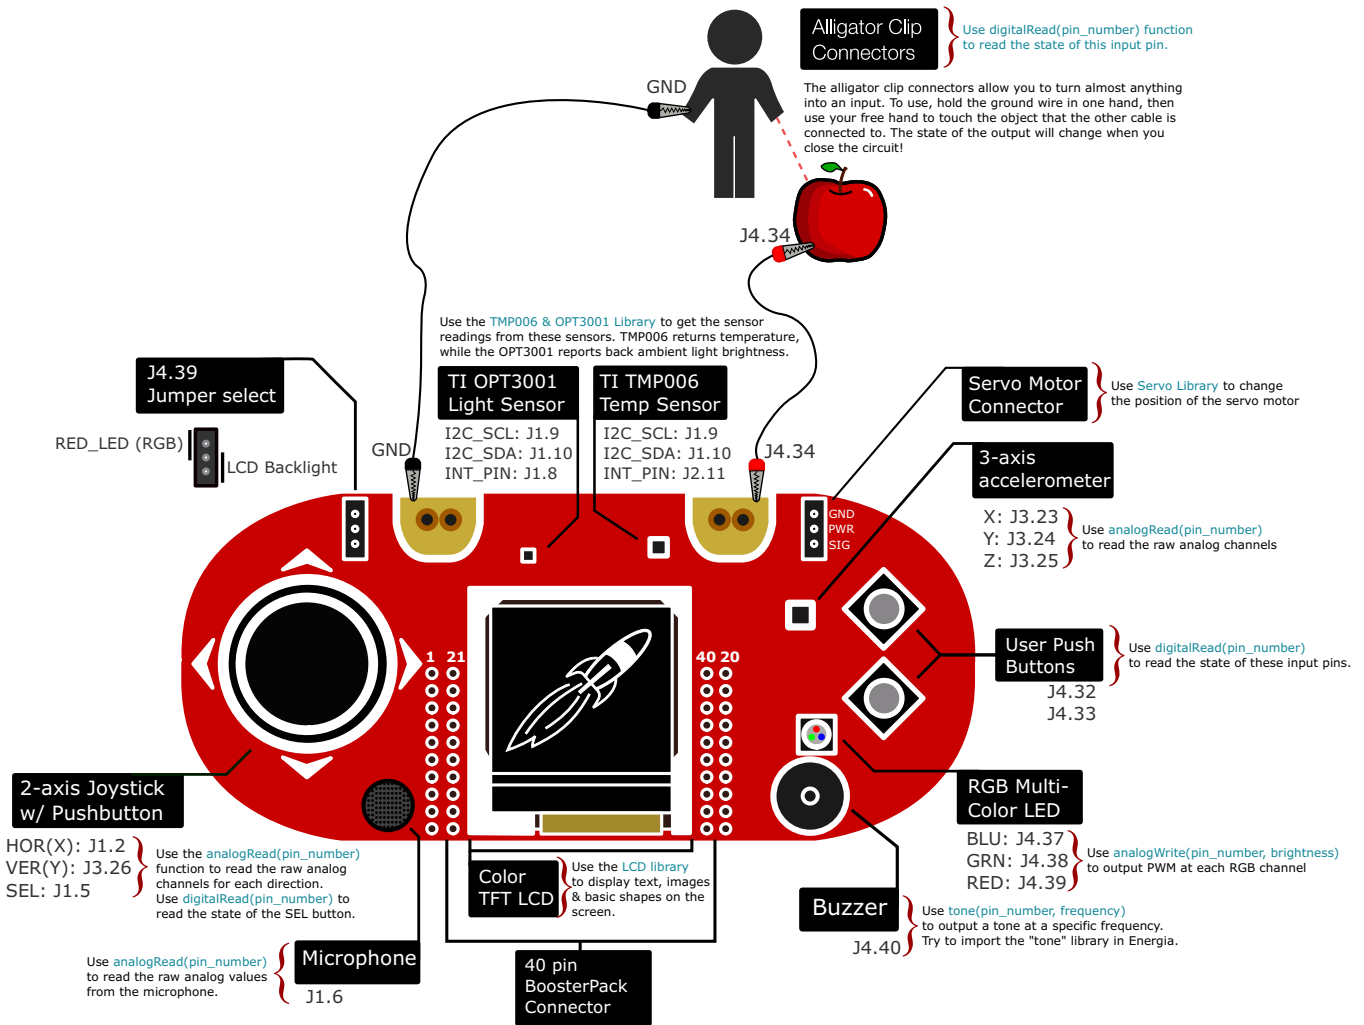 Alligator Clip
Connectors
Use digitalRead(pin_number) function
to read the state of this input pin.
The alligator clip connectors allow you to turn almost anything
into an input. To use, hold the ground wire in one hand, then
use your free hand to touch the object that the other cable is
connected to. The state of the output will change when you
close the circuit!
GND
J4.34
Use the TMP006 & OPT3001 Library to get the sensor
readings from these sensors. TMP006 returns temperature,
while the OPT3001 reports back ambient light brightness.
J4.39
Jumper select
RED_LED (RGB)
LCD Backlight
TI OPT3001
Light Sensor
I2C_SCL: J1.9
I2C_SDA: J1.10
INT_PIN: J1.8
TI TMP006
Temp Sensor
I2C_SCL: J1.9
I2C_SDA: J1.10
INT_PIN: J2.11
GND
J4.34
Servo Motor
Connector
Use Servo Library to change
the position of the servo motor
GND
PWR
SIG
3-axis
accelerometer
X: J3.23
Y: J3.24
Z: J3.25
Use analogRead(pin_number)
to read the raw analog channels
User Push
Buttons
J4.32
J4.33
Use digitalRead(pin_number)
to read the state of these input pins.
1 21
40 20
2-axis Joystick
w/ Pushbutton
HOR(X): J1.2
VER(Y): J3.26
SEL: J1.5
Use the analogRead(pin_number)
function to read the raw analog
channels for each direction.
Use digitalRead(pin_number) to
read the state of the SEL button.
RGB Multi-
Color LED
BLU: J4.37
GRN: J4.38
RED: J4.39
Use analogWrite(pin_number, brightness)
to output PWM at each RGB channel
Color
TFT LCD
Use the LCD library
to display text, images
& basic shapes on the
screen.
Buzzer
J4.40
Use tone(pin_number, frequency)
to output a tone at a specific frequency.
Try to import the "tone" library in Energia.
Microphone
J1.6
Use analogRead(pin_number)
to read the raw analog values
from the microphone.
40 pin
BoosterPack
Connector